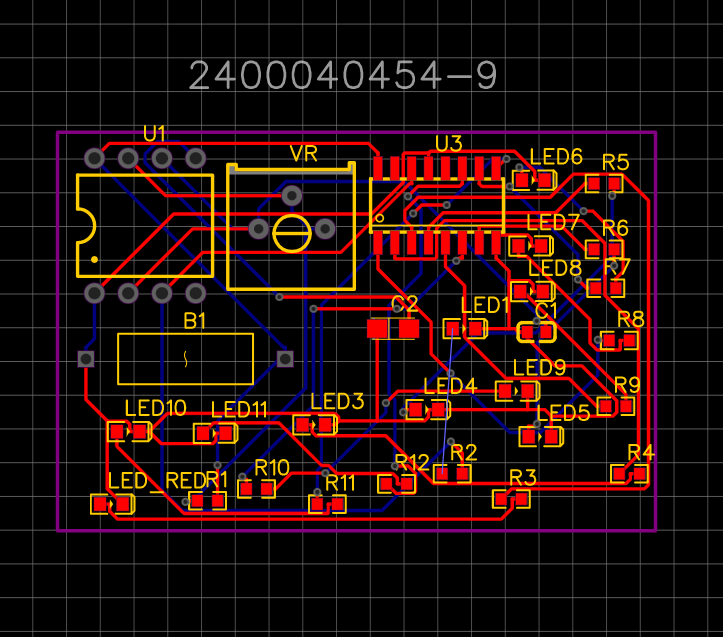 2400040454-9
U1
VR
U3
LED6
R5
LED7
R6
LED8
R7
C2
LED1
C1
R8
B1
LED9
R9
LED10
LED11
LED3
LED4
LED5
LED_RED
R1
R10
R11
R12
R2
R3
R4